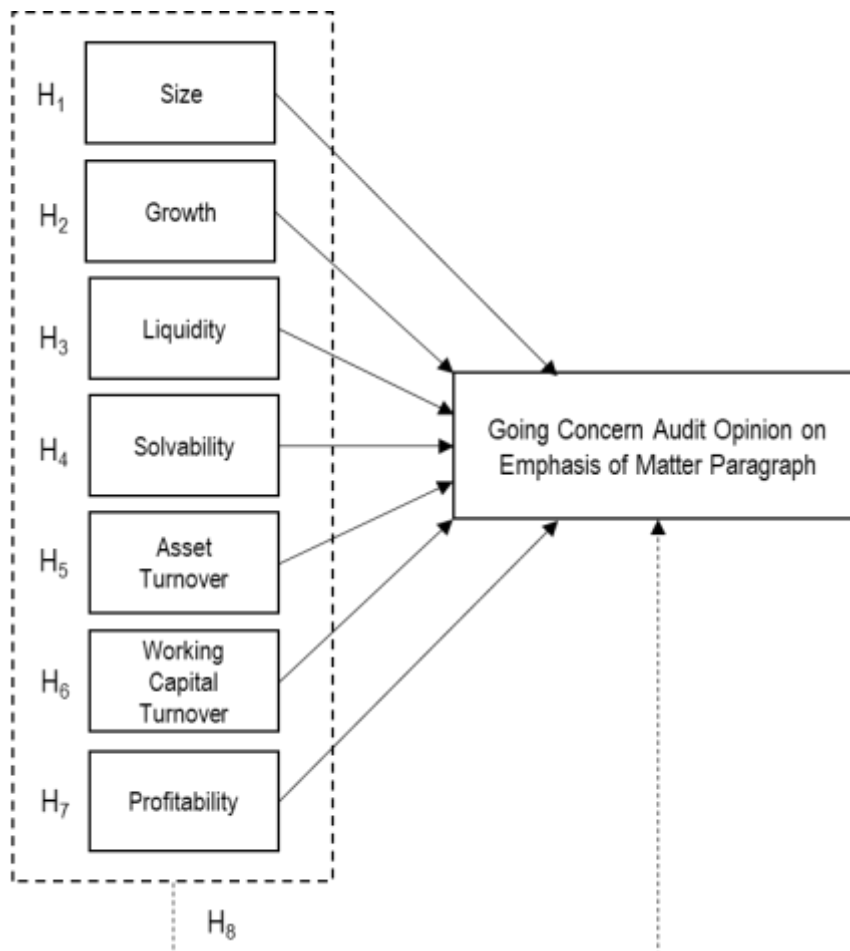 H₁
Size
H₂
Growth
H₃
Liquidity
H₄
Solvability
H₅
Asset
Turnover
H₆
Working
Capital
Turnover
H₇
Profitability
H₈
Going Concern Audit Opinion on
Emphasis of Matter Paragraph